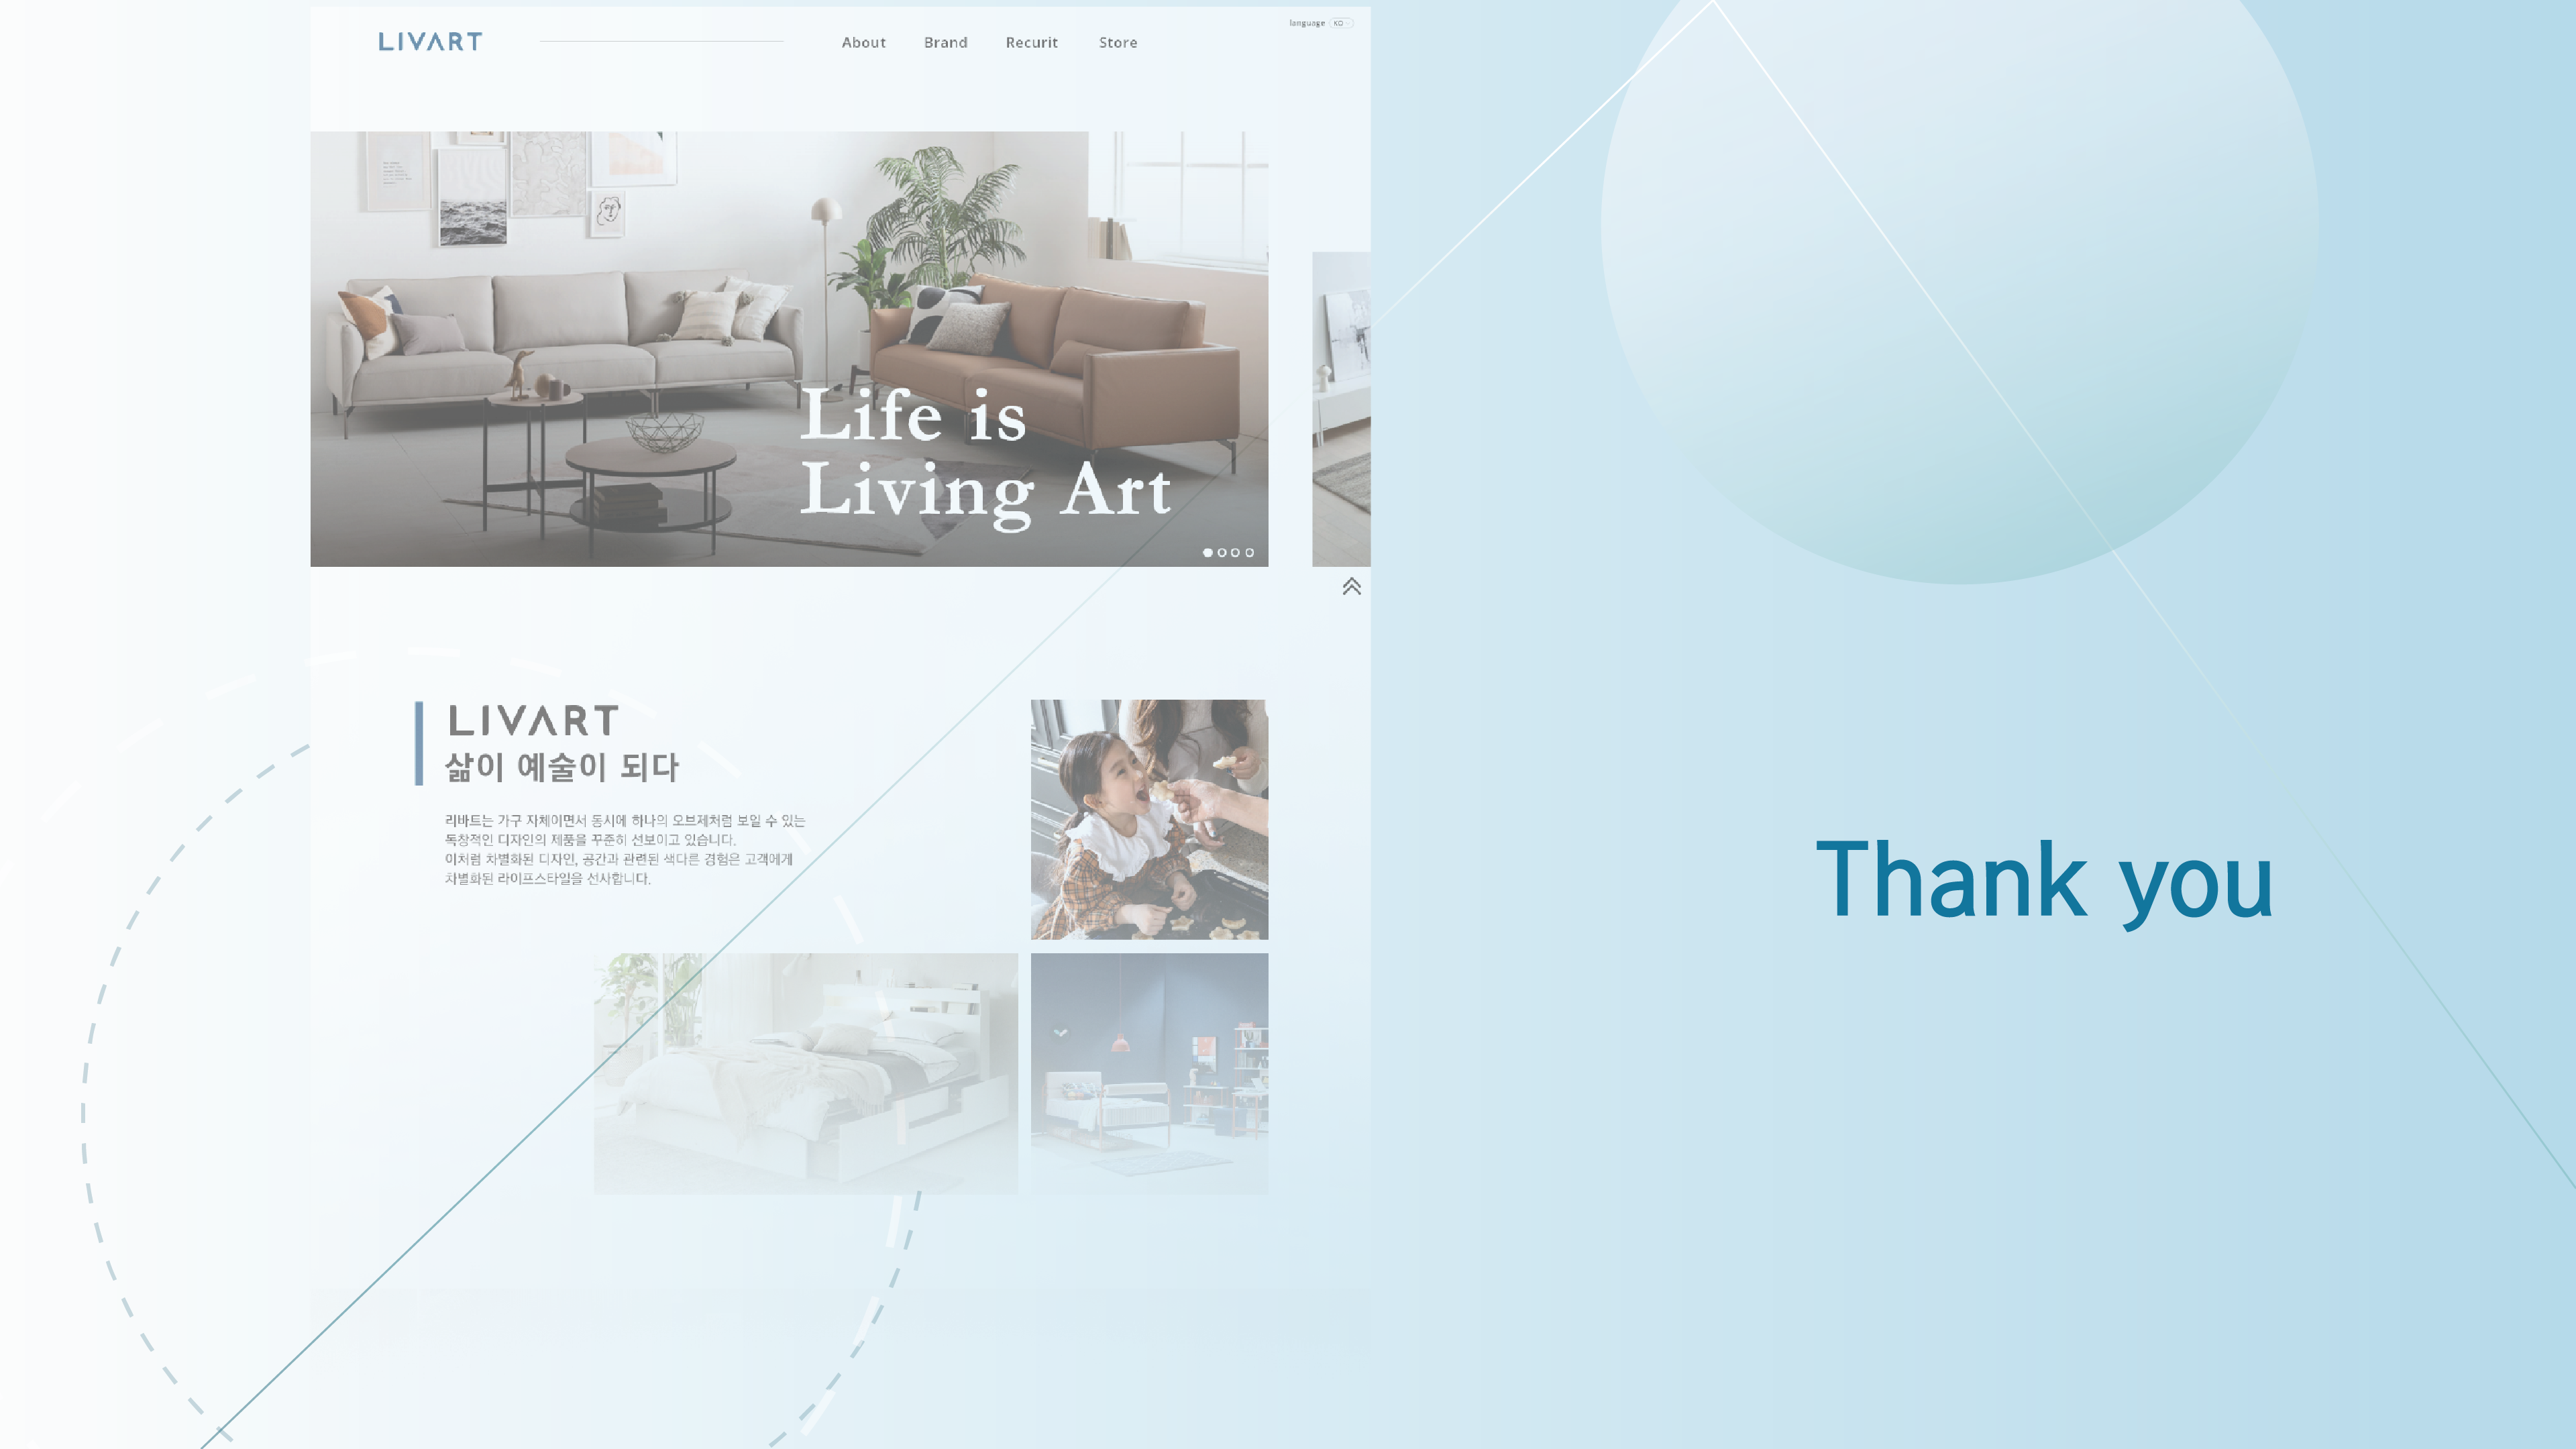 language KO
LIVART
About Brand Recurit Store
Life is
Living Art
LIVART
삶이 예술이 되다
리바트는 가구 자체이면서 동시에 하나의 오브제처럼 보일 수 있는
독창적인 디자인의 제품을 꾸준히 선보이고 있습니다.
이처럼 차별화된 디자인, 공간과 관련된 색다른 경험은 고객에게
차별화된 라이프스타일을 선사합니다.
Thank you